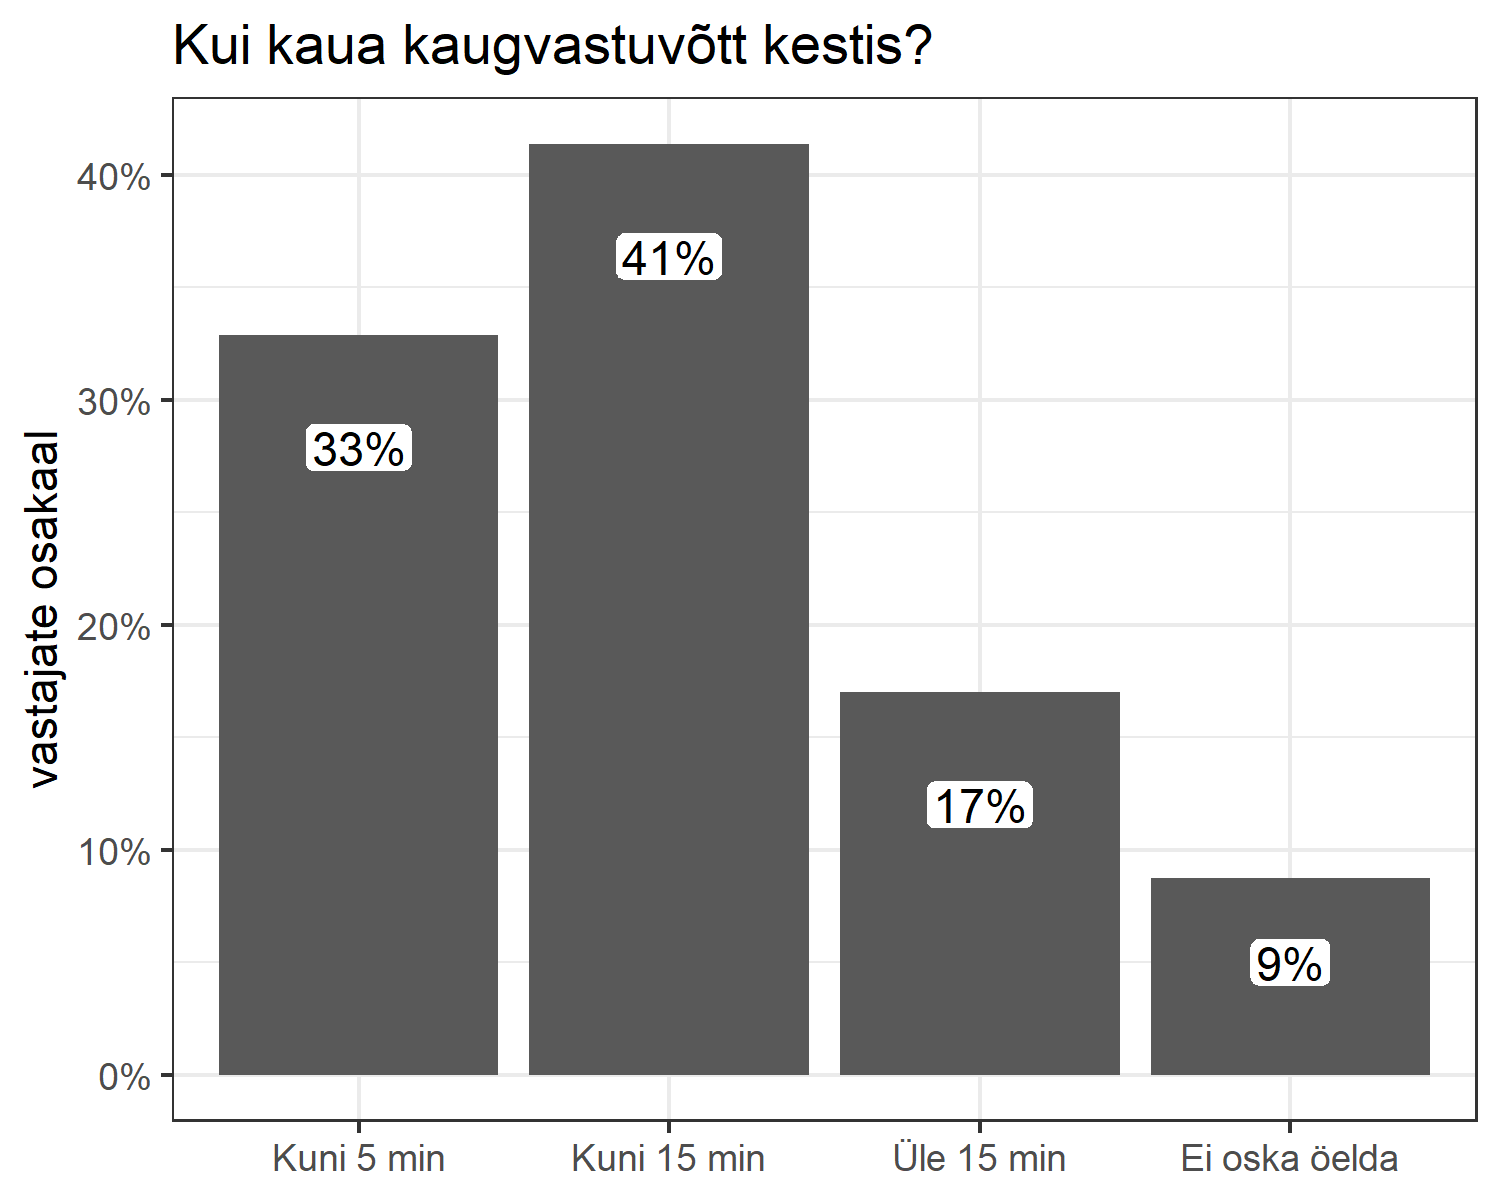 Kui kaua kaugvastuvõtt kestis?
vastajate osakaal
40%
30%
20%
10%
0%
33%
41%
17%
9%
Kuni 5 min
Kuni 15 min
Üle 15 min
Ei oska öelda